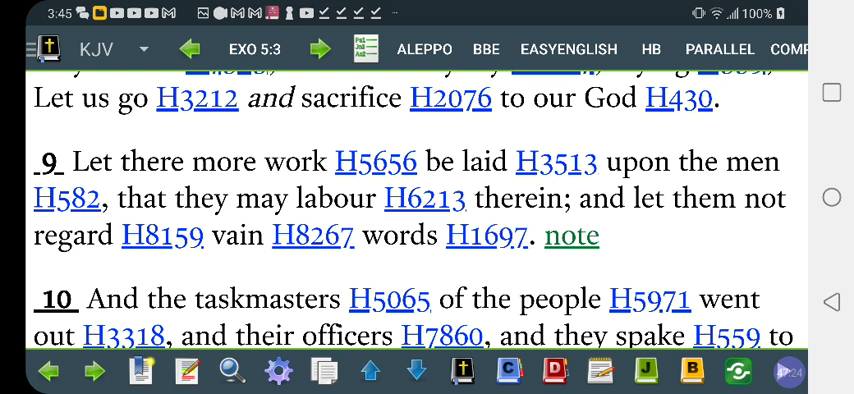 3:45 100%
KJV EXO 5:3 ALEPPO BBE EASYENGLISH HB PARALLEL
Let us go H3212 and sacrifice H2076 to our God H430.
9 Let there more work H5656 be laid H3513 upon the men
H582, that they may labour H6213 therein; and let them not
regard H8159 vain H8267 words H1697. note
10 And the taskmasters H5065 of the people H5971 went
out H3318, and their officers H7860, and they spake H559 to
C D J B 47:24